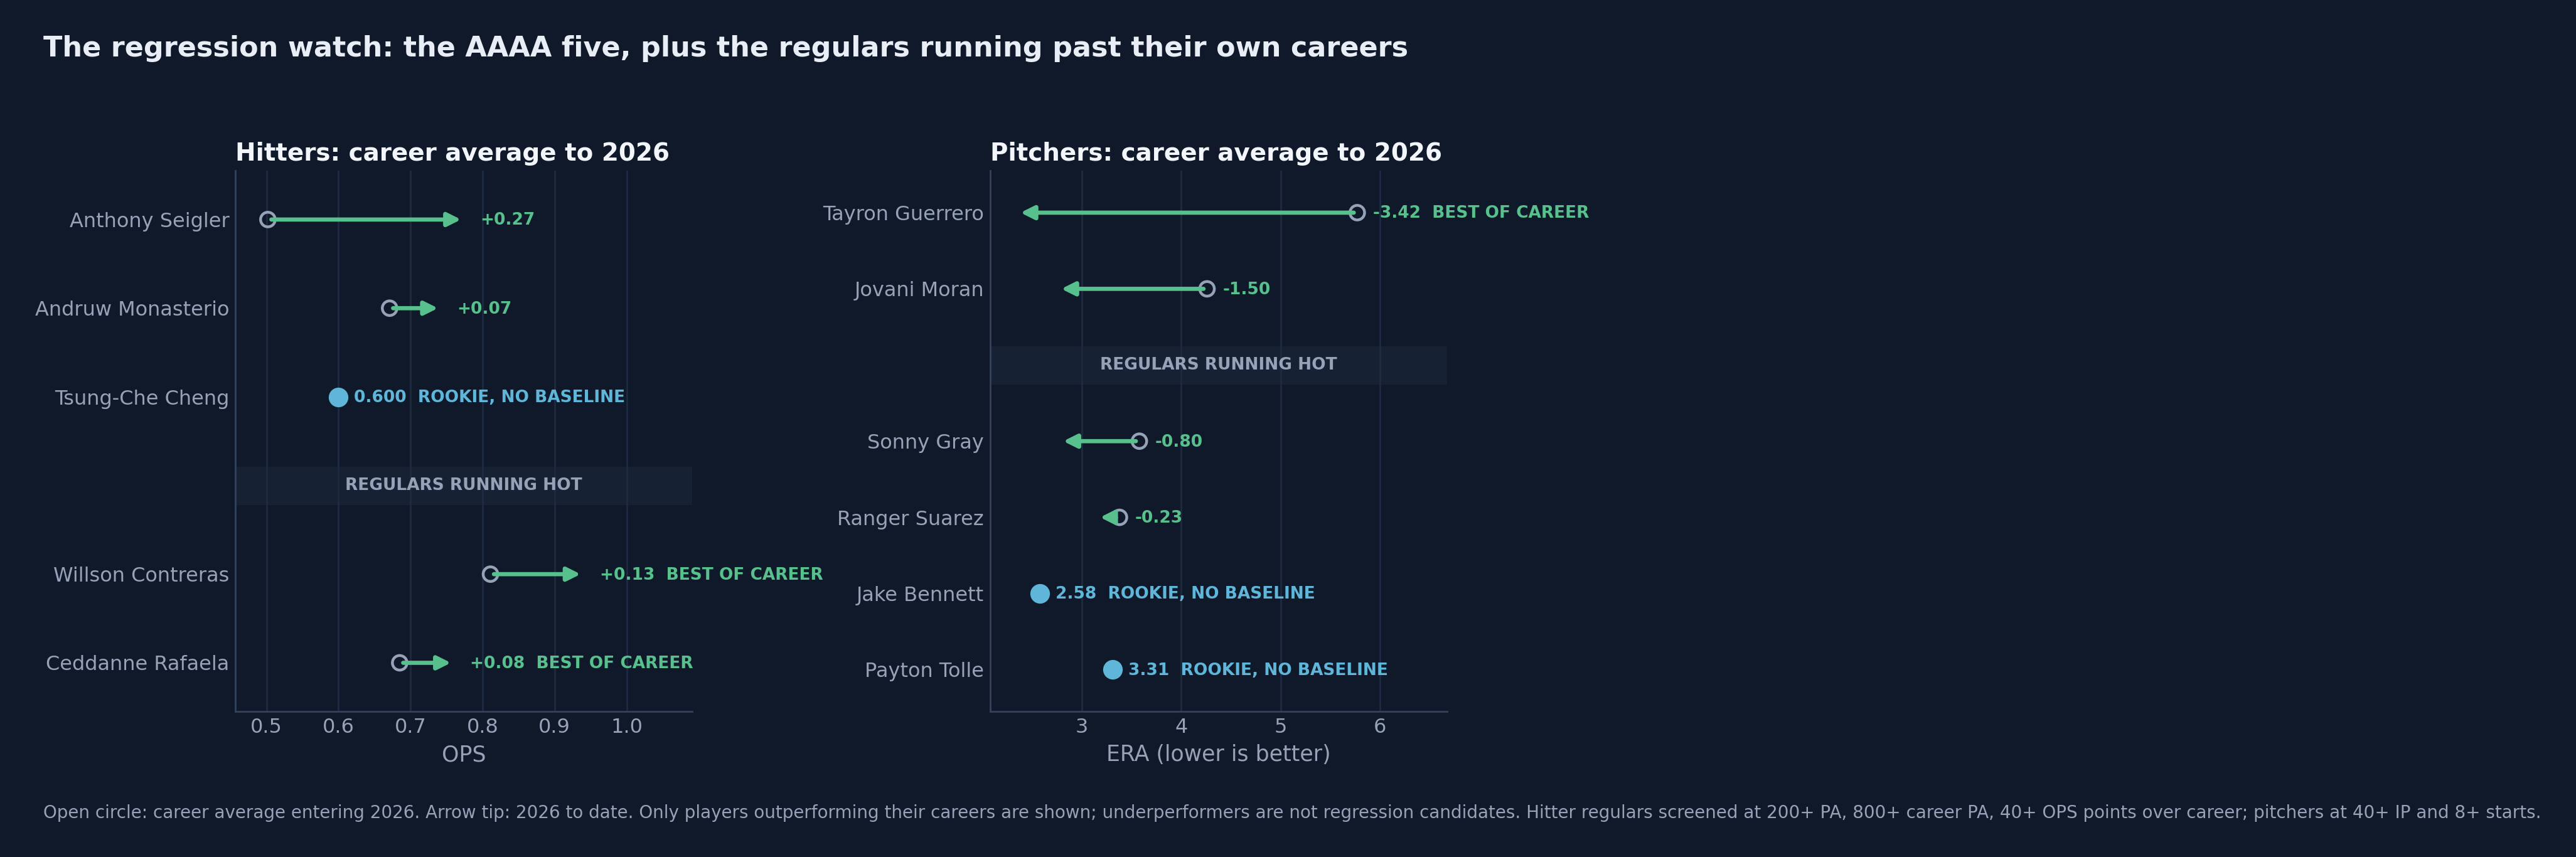 The regression watch: the AAAA five, plus the regulars running past their own careers
Hitters: career average to 2026
Anthony Seigler +0.27
Andruw Monasterio +0.07
Tsung-Che Cheng 0.600 ROOKIE, NO BASELINE
REGULARS RUNNING HOT
Willson Contreras +0.13 BEST OF CAREER
Ceddanne Rafaela +0.08 BEST OF CAREER
0.5 0.6 0.7 0.8 0.9 1.0
OPS
Pitchers: career average to 2026
Tayron Guerrero -3.42 BEST OF CAREER
Jovani Moran -1.50
REGULARS RUNNING HOT
Sonny Gray -0.80
Ranger Suarez -0.23
Jake Bennett 2.58 ROOKIE, NO BASELINE
Payton Tolle 3.31 ROOKIE, NO BASELINE
3 4 5 6
ERA (lower is better)
Open circle: career average entering 2026. Arrow tip: 2026 to date. Only players outperforming their careers are shown; underperformers are not regression candidates. Hitter regulars screened at 200+ PA, 800+ career PA, 40+ OPS points over career; pitchers at 40+ IP and 8+ starts.